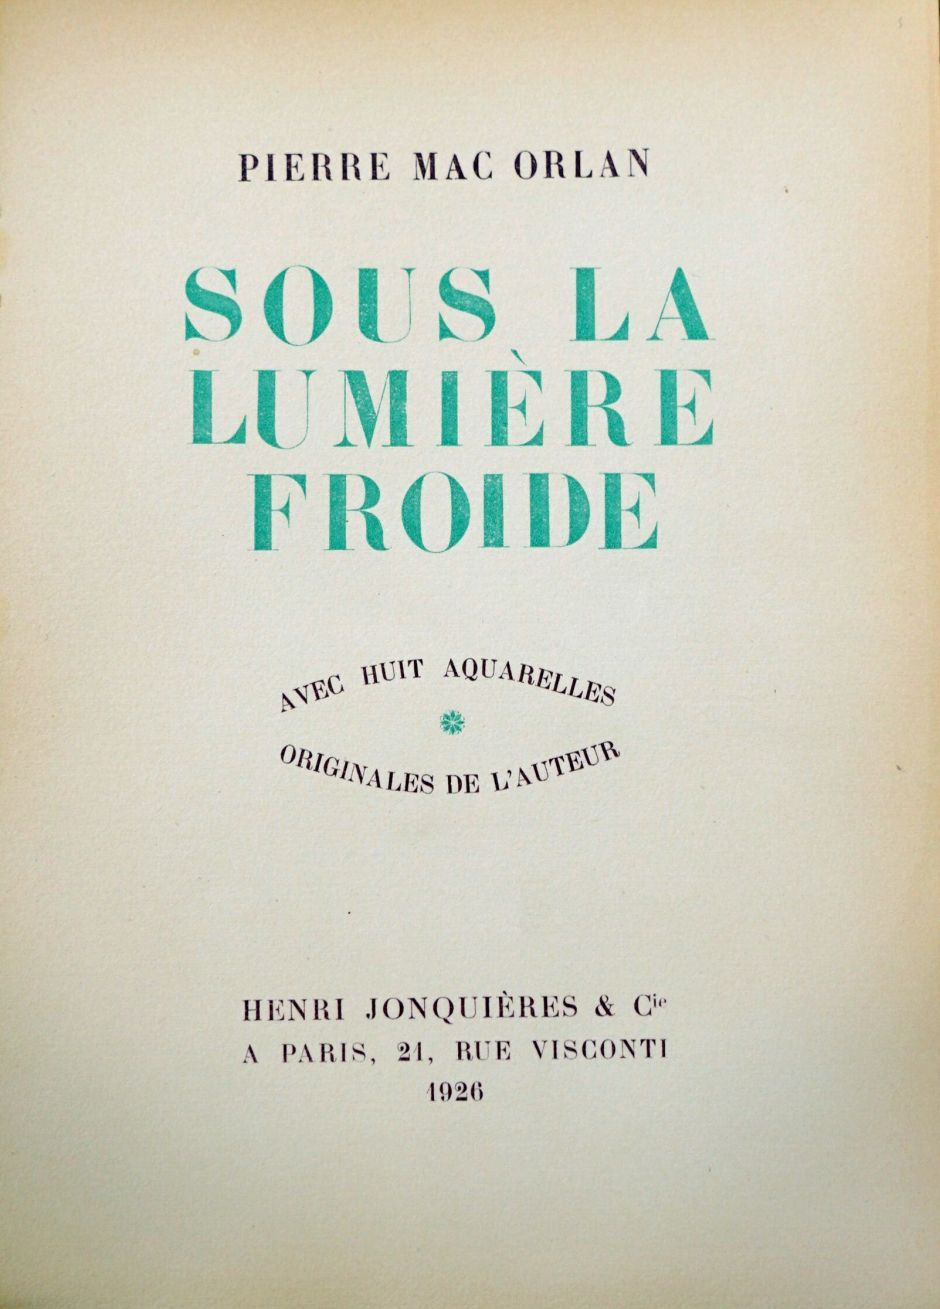 PIERRE MAC ORLAN
SOUS LA
LUMIÈRE
FROIDE
AVEC HUIT AQUARELLES
ORIGINALES DE L'AUTEUR
HENRI JONQUIÈRES & Cie
A PARIS, 21, RUE VISCONTI
1926